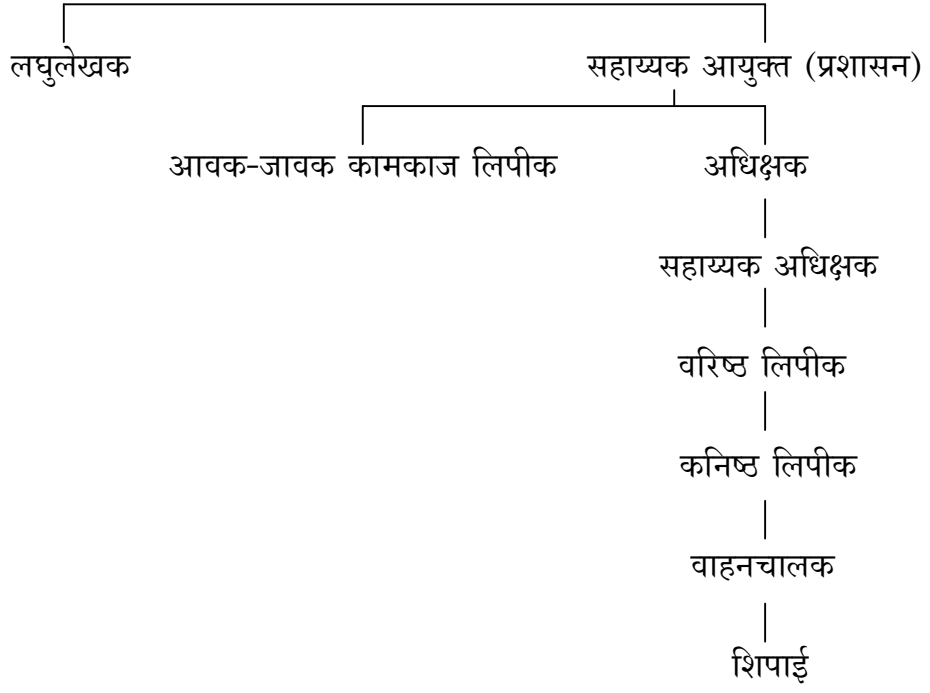 लघुलेखक सहाय्यक आयुक्त (प्रशासन)
आवक-जावक कामकाज लिपीक अधिक्षक
सहाय्यक अधिक्षक
वरिष्ठ लिपीक
कनिष्ठ लिपीक
वाहनचालक
शिपाई